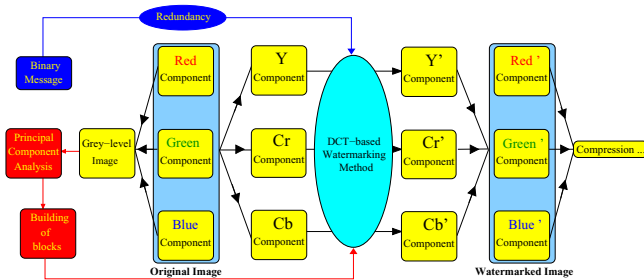 Redundancy
Binary
Message
Red
Component
Y
Component
Y'
Component
Red '
Component
Principal
Component
Analysis
Grey-level
Image
Green
Component
Cr
Component
DCT-based
Watermarking
Method
Cr'
Component
Green '
Component
Compression ...
Building
of
blocks
Blue
Component
Cb
Component
Cb'
Component
Blue '
Component
Original Image
Watermarked Image